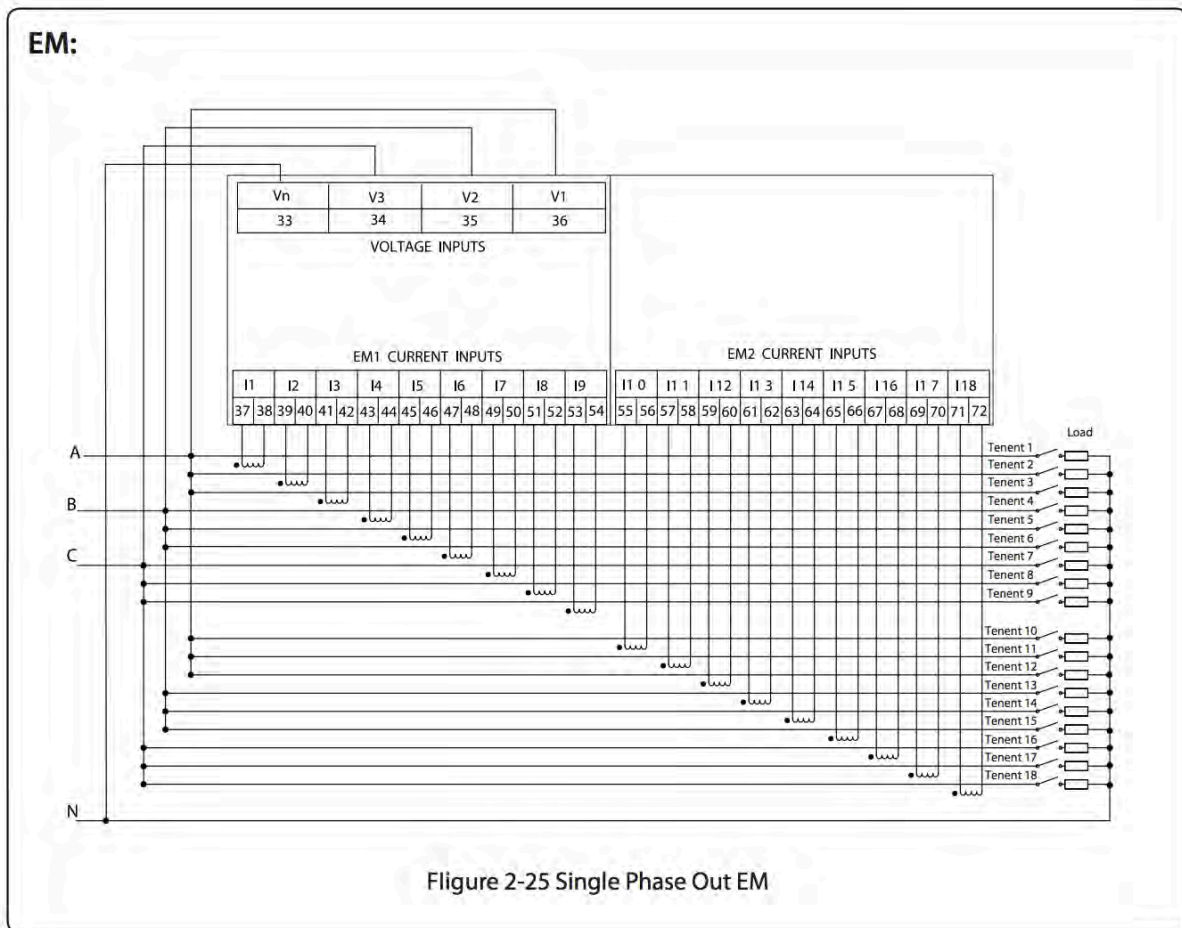 EM:
Vn V3 V2 V1
33 34 35 36
VOLTAGE INPUTS
EM1 CURRENT INPUTS
EM2 CURRENT INPUTS
I1 I2 I3 I4 I5 I6 I7 I8 I9
I1 0 I1 1 I12 I1 3 I14 I1 5 I16 I1 7 I18
37 38 39 40 41 42 43 44 45 46 47 48 49 50 51 52 53 54
55 56 57 58 59 60 61 62 63 64 65 66 67 68 69 70 71 72
Load
A
Tenent 1
Tenent 2
Tenent 3
B
Tenent 4
Tenent 5
Tenent 6
C
Tenent 7
Tenent 8
Tenent 9
Tenent 10
Tenent 11
Tenent 12
Tenent 13
Tenent 14
Tenent 15
Tenent 16
Tenent 17
Tenent 18
N
Fligure 2-25 Single Phase Out EM